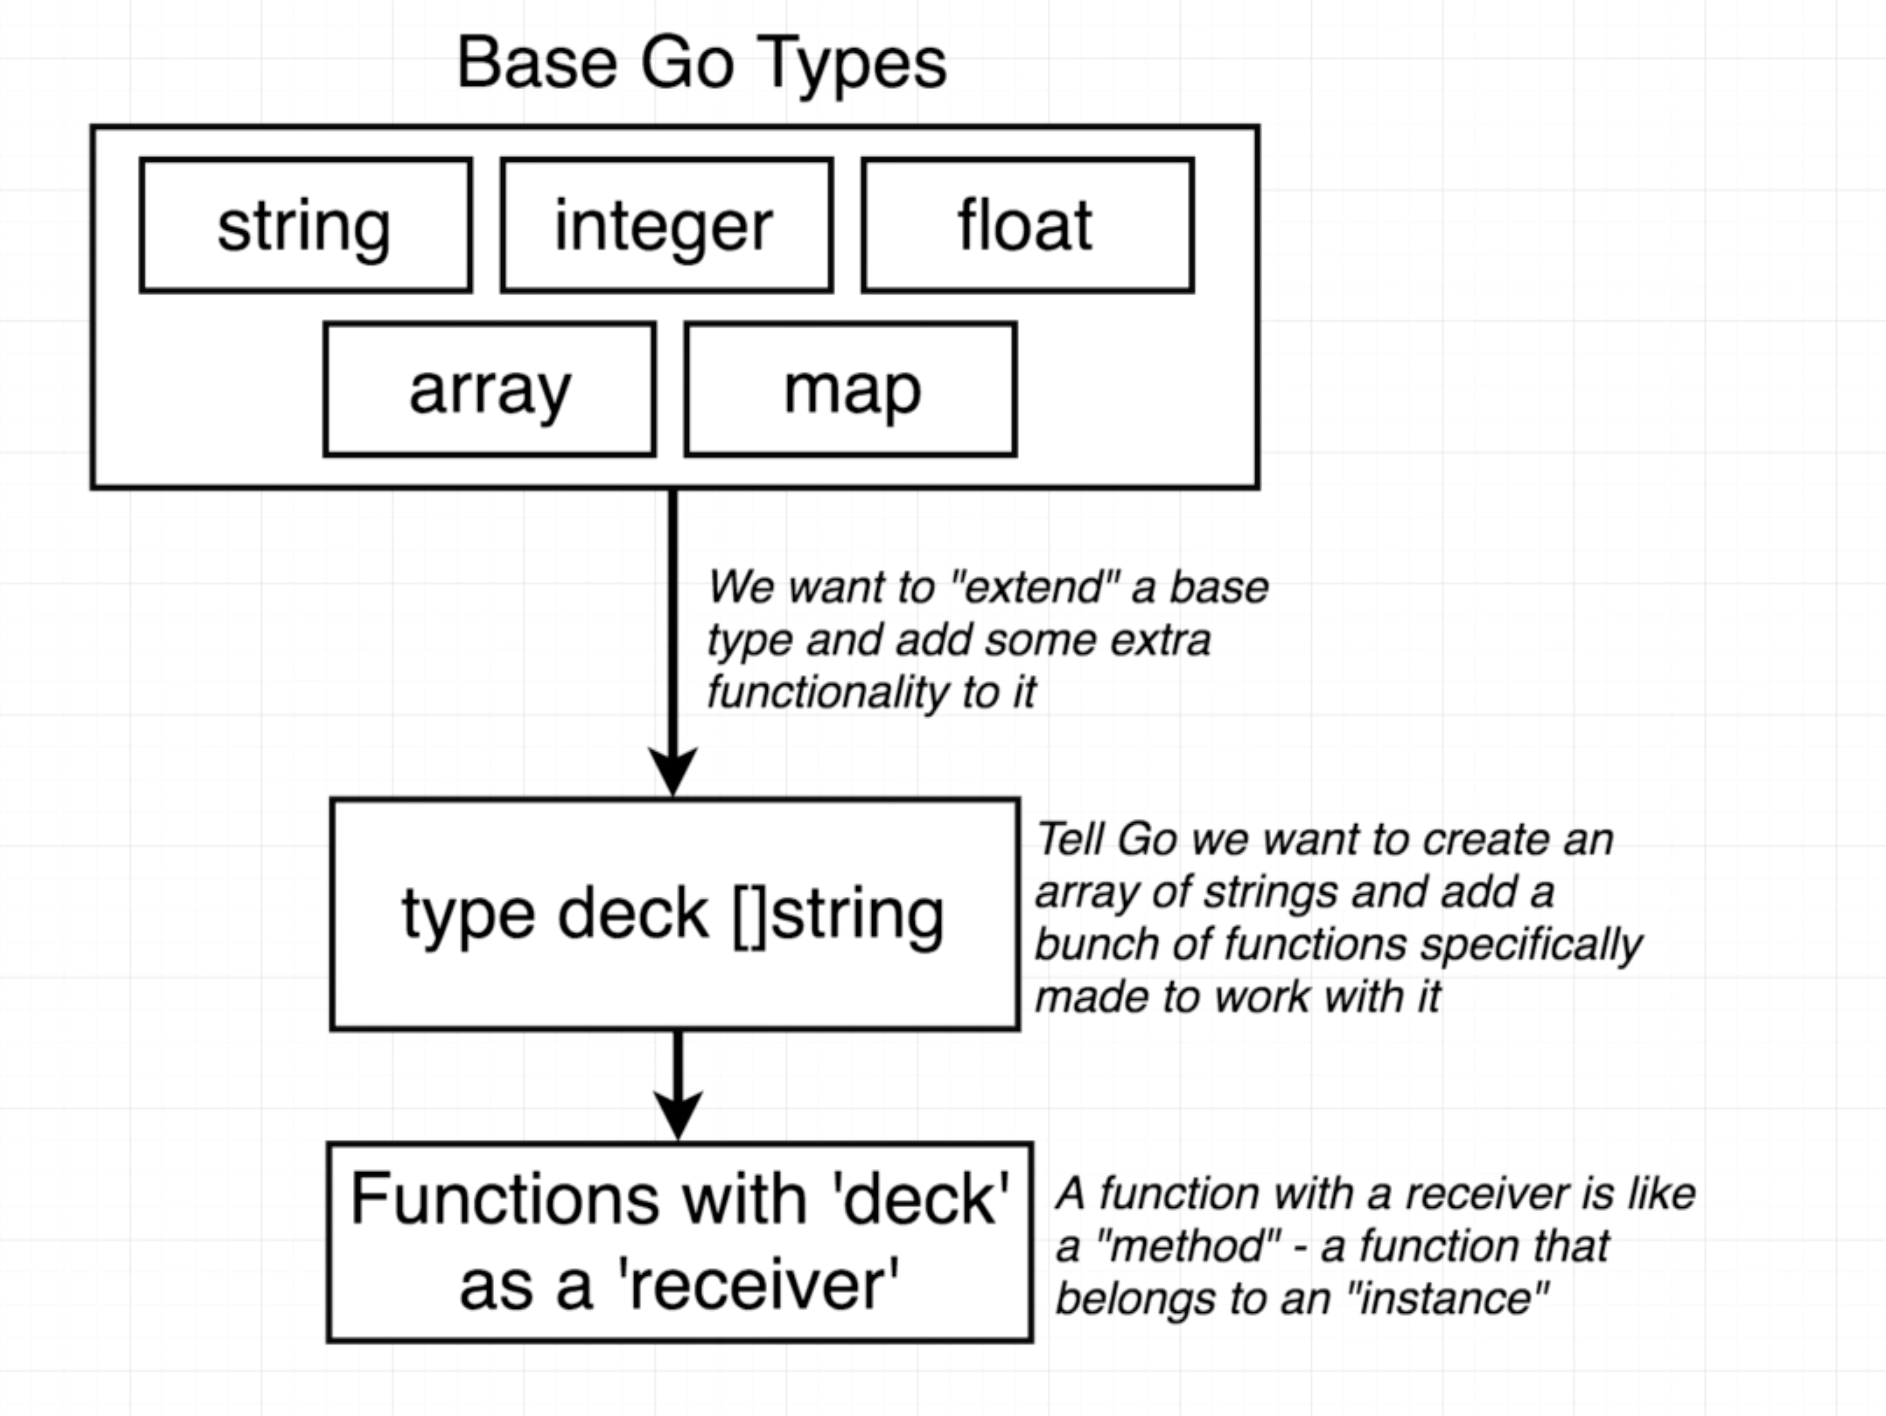 Base Go Types
string
integer
float
array
map
We want to "extend" a base
type and add some extra
functionality to it
type deck []string
Tell Go we want to create an
array of strings and add a
bunch of functions specifically
made to work with it
Functions with 'deck'
as a 'receiver'
A function with a receiver is like
a "method" - a function that
belongs to an "instance"